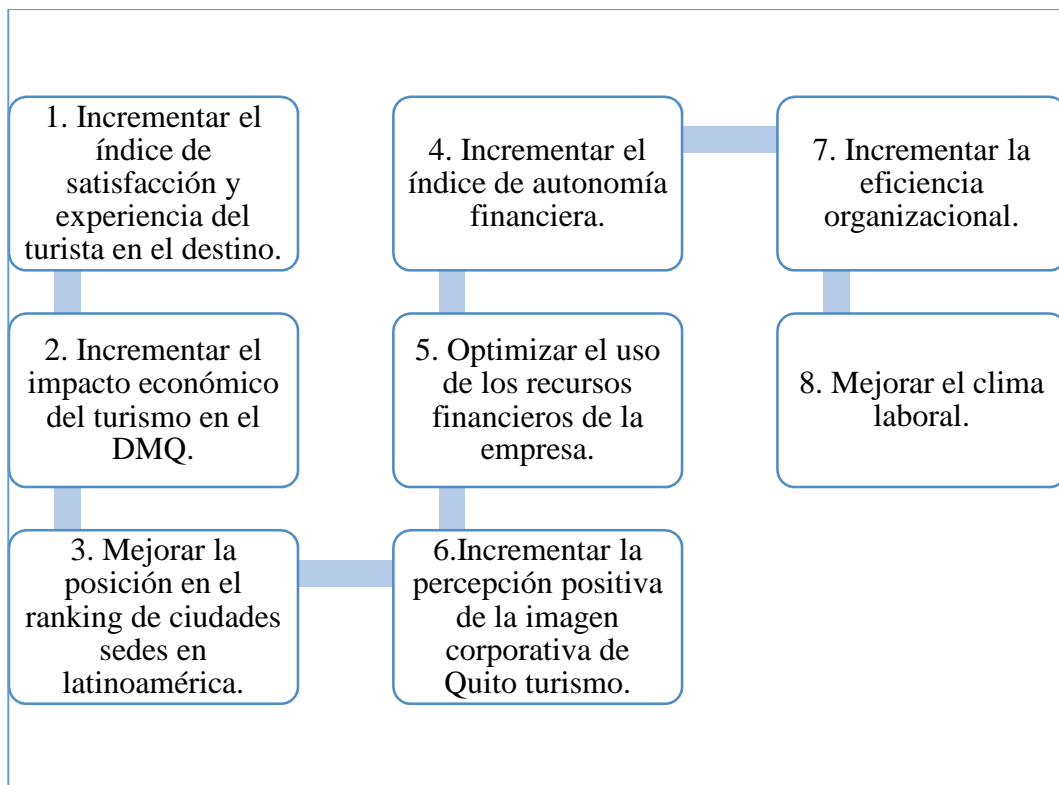 1. Incrementar el
índice de
satisfacción y
experiencia del
turista en el destino.
2. Incrementar el
impacto económico
del turismo en el
DMQ.
3. Mejorar la
posición en el
ranking de ciudades
sedes en
latinoamérica.
4. Incrementar el
índice de autonomía
financiera.
5. Optimizar el uso
de los recursos
financieros de la
empresa.
6.Incrementar la
percepción positiva
de la imagen
corporativa de
Quito turismo.
7. Incrementar la
eficiencia
organizacional.
8. Mejorar el clima
laboral.